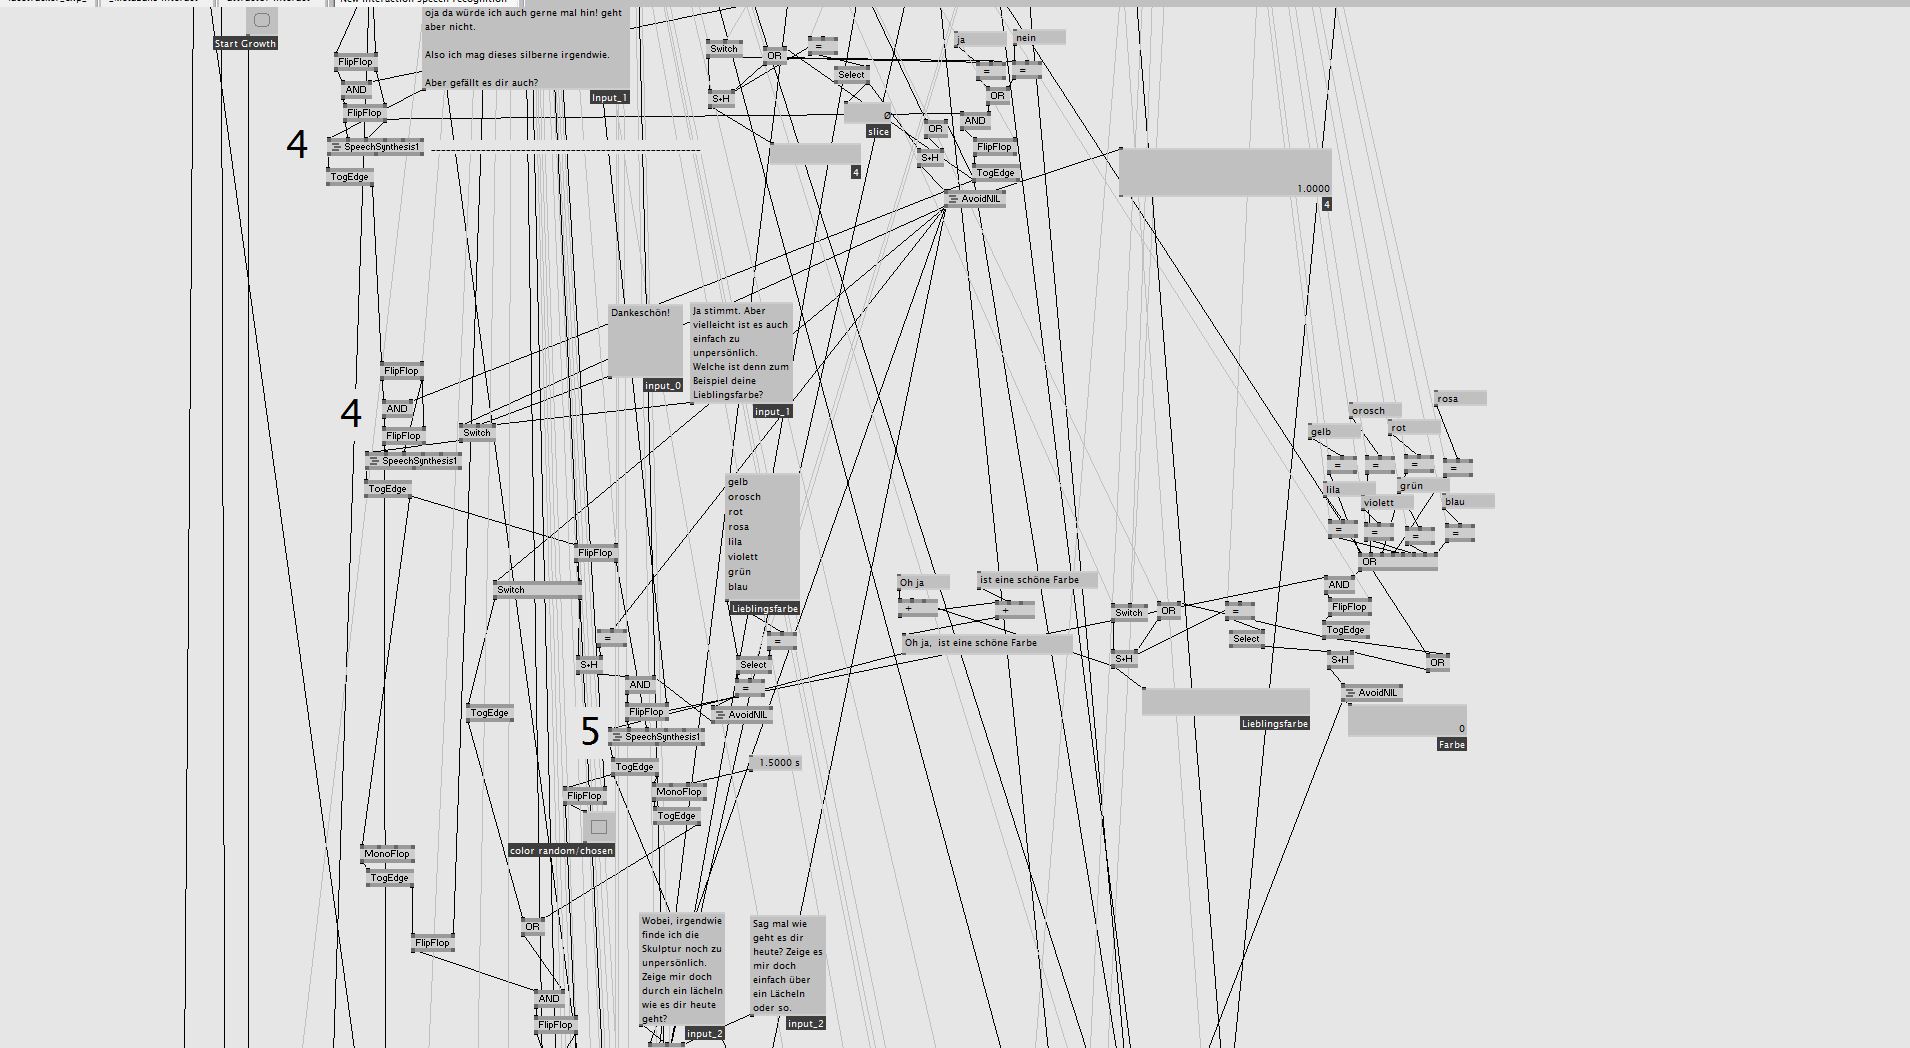 Start Growth
oja da würde ich auch gerne mal hin! geht
aber nicht.
Also ich mag dieses silberne irgendwie.
Aber gefällt es dir auch?
Input_1
FlipFlop
AND
FlipFlop
4
SpeechSynthesis1
TogEdge
Switch
OR
=
Select
S+H
slice
4
ja
nein
=
=
OR
AND
OR
FlipFlop
S+H
TogEdge
AvoidNIL
1.0000
4
Dankeschön!
input_0
Ja stimmt. Aber
vielleicht ist es auch
einfach zu
unpersönlich.
Welche ist denn zum
Beispiel deine
Lieblingsfarbe?
input_1
FlipFlop
AND
4
FlipFlop
Switch
SpeechSynthesis1
TogEdge
gelb
orosch
rot
rosa
lila
violett
grün
blau
Lieblingsfarbe
FlipFlop
Switch
=
S+H
=
Select
=
AND
FlipFlop
AvoidNIL
5
SpeechSynthesis1
TogEdge
TogEdge
1.5000 s
MonoFlop
FlipFlop
TogEdge
color random/chosen
MonoFlop
TogEdge
OR
FlipFlop
AND
FlipFlop
Wobei, irgendwie
finde ich die
Skulptur noch zu
unpersönlich.
Zeige mir doch
durch ein lächeln
wie es dir heute
geht?
input_2
Sag mal wie
geht es dir
heute? Zeige es
mir doch
einfach über
ein Lächeln
oder so.
input_2
Oh ja
ist eine schöne Farbe
+
+
Oh ja,  ist eine schöne Farbe
Switch
OR
=
Select
S+H
Lieblingsfarbe
rosa
orosch
gelb
rot
=
=
=
=
lila
grün
violett
blau
=
=
=
=
OR
AND
FlipFlop
TogEdge
S+H
OR
AvoidNIL
0
Farbe